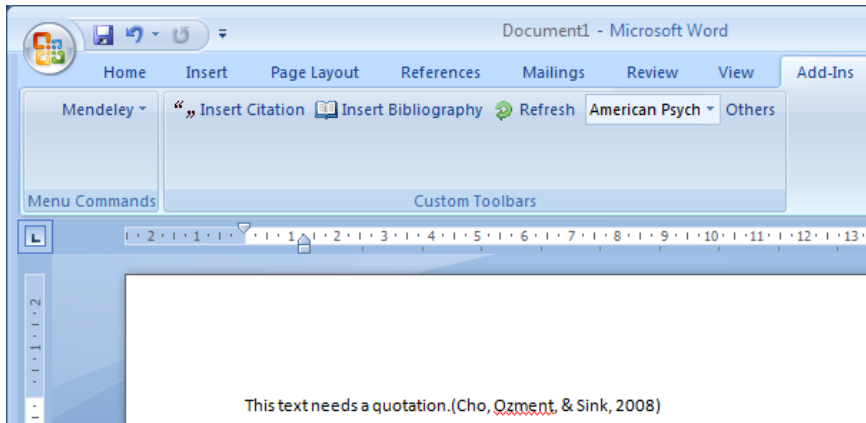 Document1 - Microsoft Word
Home Insert Page Layout References Mailings Review View Add-Ins
Mendeley “„ Insert Citation Insert Bibliography Refresh American Psych Others
Menu Commands Custom Toolbars
L 2 1 1 2 3 4 5 6 7 8 9 10 11 12 13
2
1
This text needs a quotation.(Cho, Ozment, & Sink, 2008)